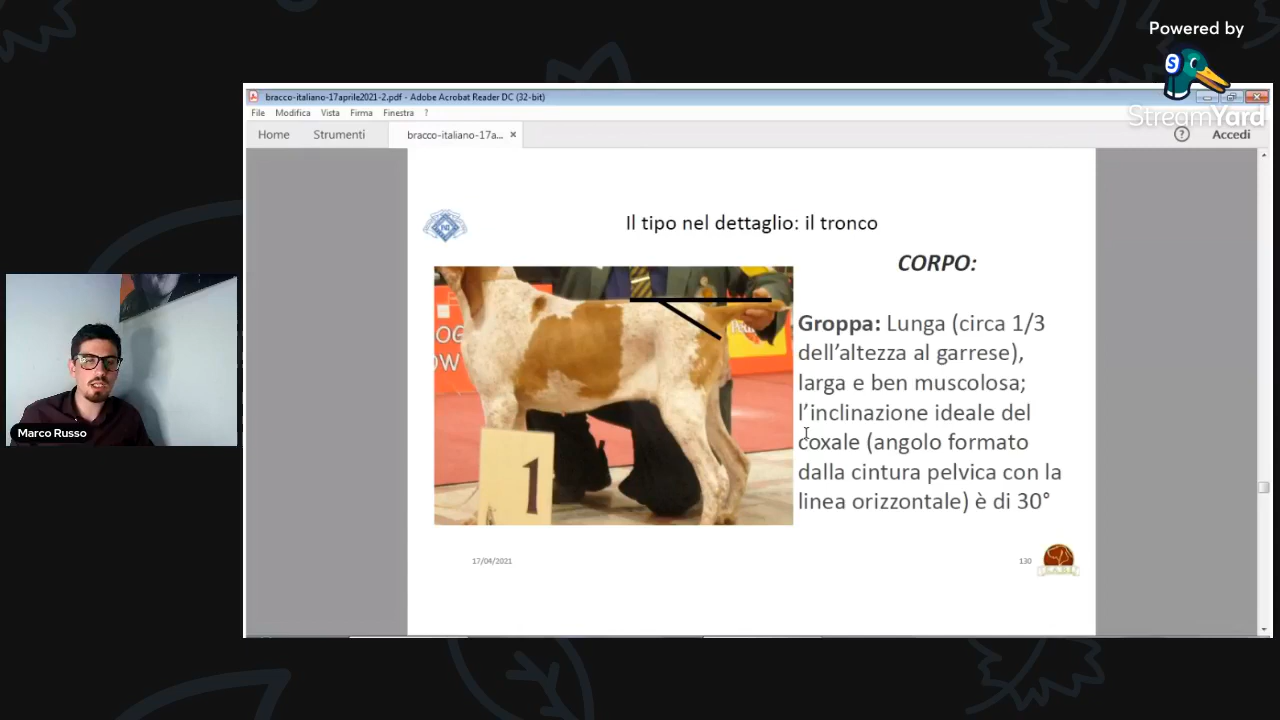 Powered by
StreamYard
bracco-italiano-17aprile2021-2.pdf - Adobe Acrobat Reader DC (32-bit)
File Modifica Vista Firma Finestra ?
Home Strumenti bracco-italiano-17a... × ? Accedi
Il tipo nel dettaglio: il tronco
CORPO:
Groppa: Lunga (circa 1/3
dell’altezza al garrese),
larga e ben muscolosa;
l’inclinazione ideale del
coxale (angolo formato
dalla cintura pelvica con la
linea orizzontale) è di 30°
OG
OW
1
Marco Russo
17/04/2021
130